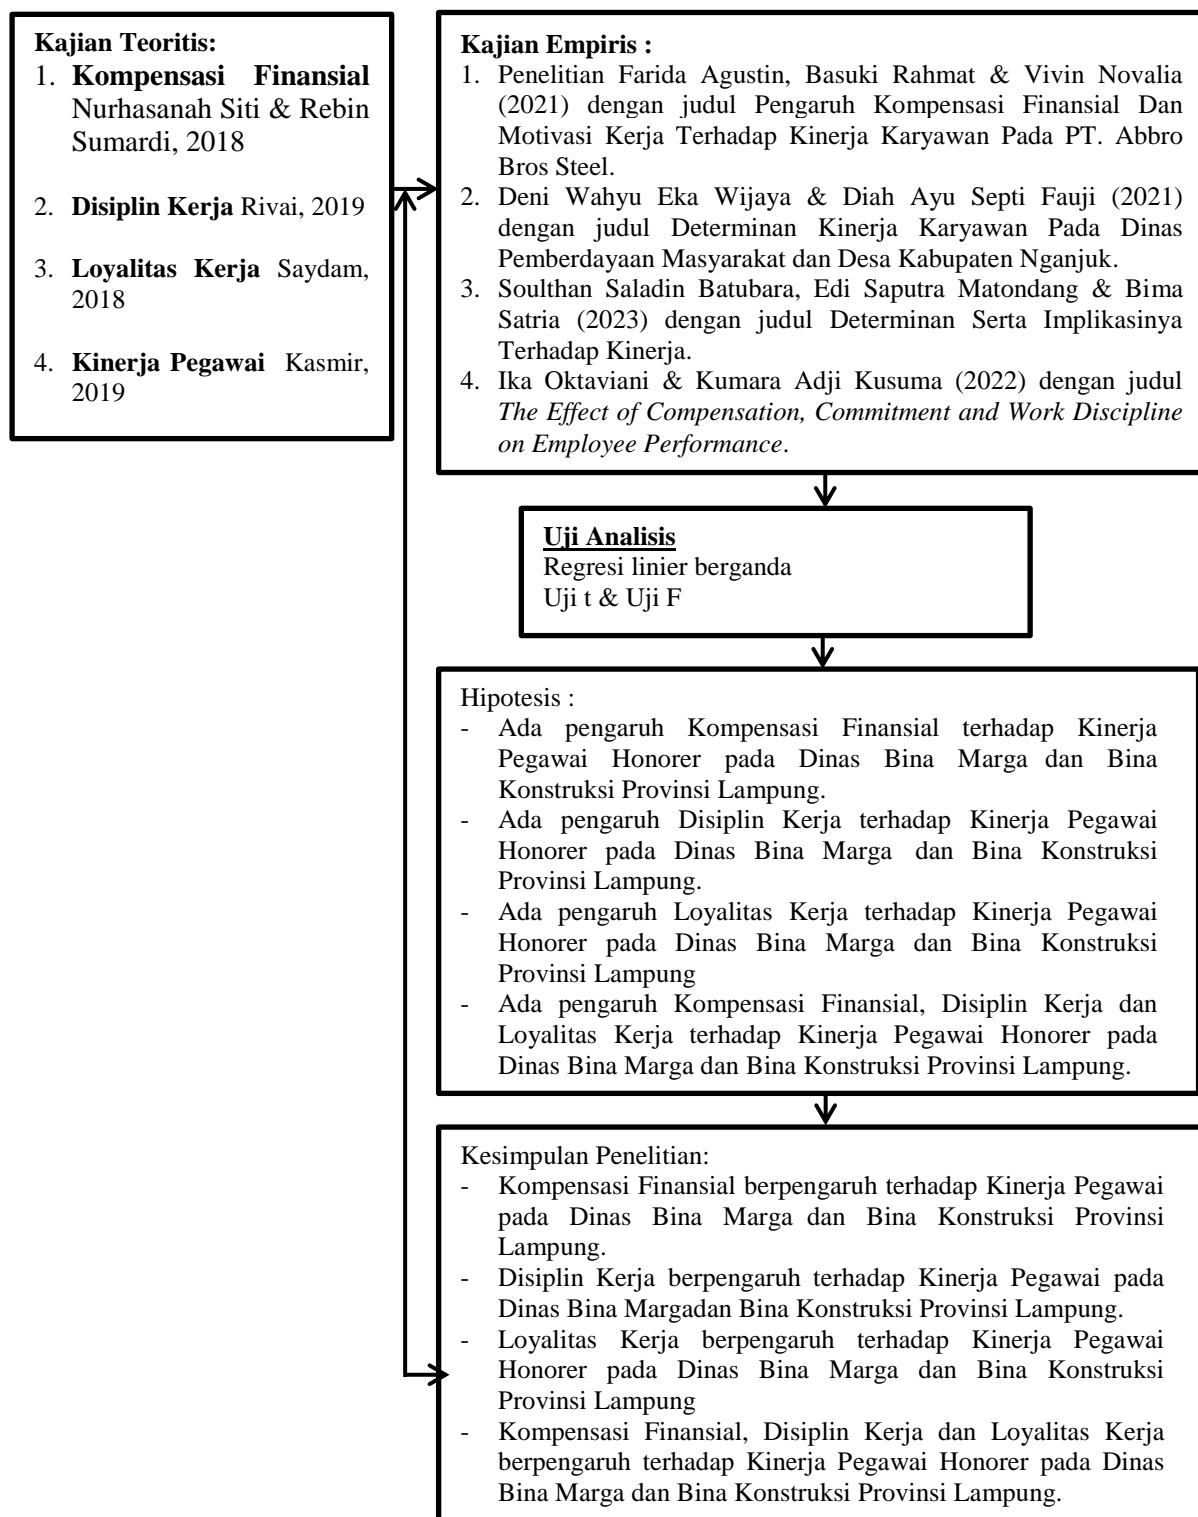 Kajian Teoritis:
1. Kompensasi Finansial
Nurhasanah Siti & Rebin
Sumardi, 2018
2. Disiplin Kerja Rivai, 2019
3. Loyalitas Kerja Saydam,
2018
4. Kinerja Pegawai Kasmir,
2019
Kajian Empiris :
1. Penelitian Farida Agustin, Basuki Rahmat & Vivin Novalia
(2021) dengan judul Pengaruh Kompensasi Finansial Dan
Motivasi Kerja Terhadap Kinerja Karyawan Pada PT. Abbro
Bros Steel.
2. Deni Wahyu Eka Wijaya & Diah Ayu Septi Fauji (2021)
dengan judul Determinan Kinerja Karyawan Pada Dinas
Pemberdayaan Masyarakat dan Desa Kabupaten Nganjuk.
3. Soulthan Saladin Batubara, Edi Saputra Matondang & Bima
Satria (2023) dengan judul Determinan Serta Implikasinya
Terhadap Kinerja.
4. Ika Oktaviani & Kumara Adji Kusuma (2022) dengan judul
The Effect of Compensation, Commitment and Work Discipline
on Employee Performance.
Uji Analisis
Regresi linier berganda
Uji t & Uji F
Hipotesis :
- Ada pengaruh Kompensasi Finansial terhadap Kinerja
Pegawai Honorer pada Dinas Bina Marga dan Bina
Konstruksi Provinsi Lampung.
- Ada pengaruh Disiplin Kerja terhadap Kinerja Pegawai
Honorer pada Dinas Bina Marga dan Bina Konstruksi
Provinsi Lampung.
- Ada pengaruh Loyalitas Kerja terhadap Kinerja Pegawai
Honorer pada Dinas Bina Marga dan Bina Konstruksi
Provinsi Lampung
- Ada pengaruh Kompensasi Finansial, Disiplin Kerja dan
Loyalitas Kerja terhadap Kinerja Pegawai Honorer pada
Dinas Bina Marga dan Bina Konstruksi Provinsi Lampung.
Kesimpulan Penelitian:
- Kompensasi Finansial berpengaruh terhadap Kinerja Pegawai
pada Dinas Bina Marga dan Bina Konstruksi Provinsi
Lampung.
- Disiplin Kerja berpengaruh terhadap Kinerja Pegawai pada
Dinas Bina Margadan Bina Konstruksi Provinsi Lampung.
- Loyalitas Kerja berpengaruh terhadap Kinerja Pegawai
Honorer pada Dinas Bina Marga dan Bina Konstruksi
Provinsi Lampung
- Kompensasi Finansial, Disiplin Kerja dan Loyalitas Kerja
berpengaruh terhadap Kinerja Pegawai Honorer pada Dinas
Bina Marga dan Bina Konstruksi Provinsi Lampung.